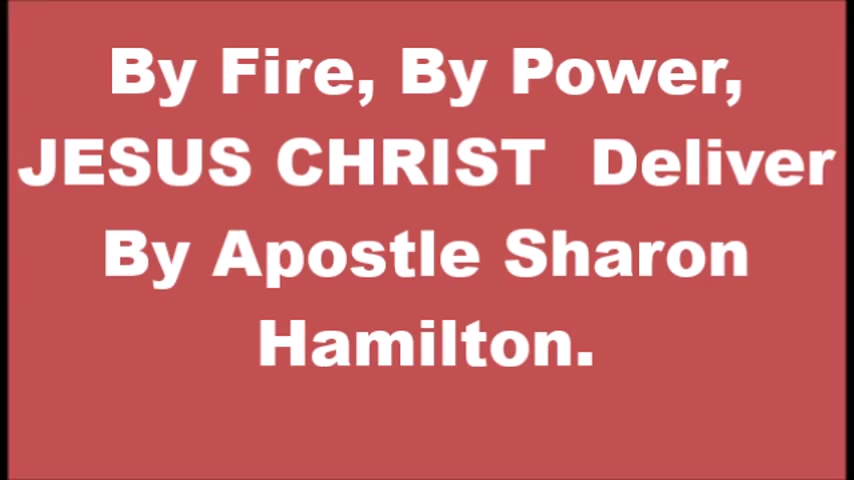 By Fire, By Power,
JESUS CHRIST  Deliver
By Apostle Sharon
Hamilton.